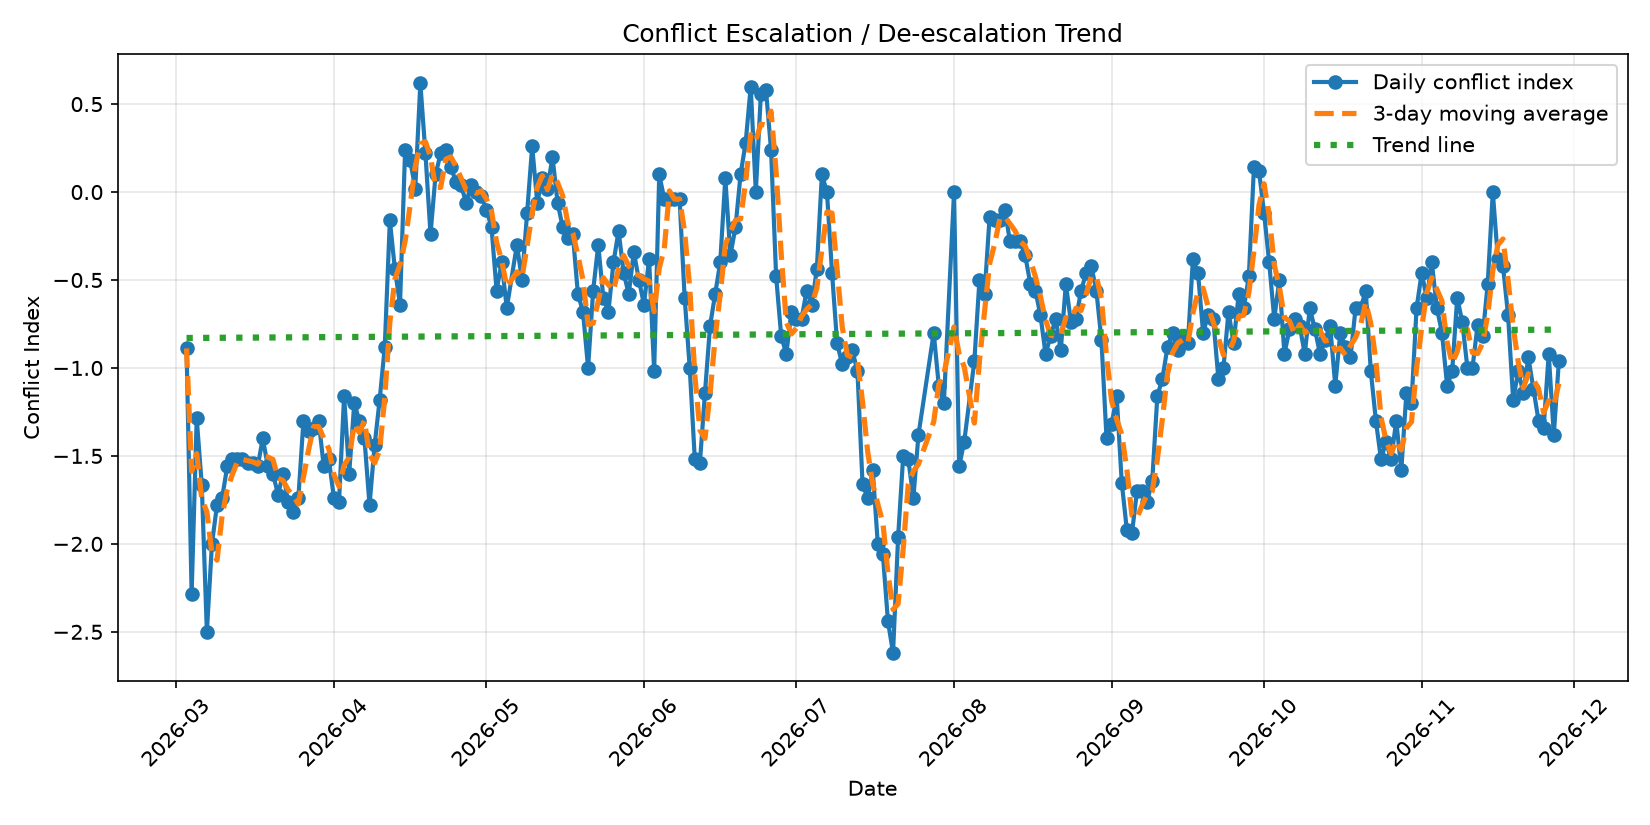 Conflict Escalation / De-escalation Trend
Daily conflict index
3-day moving average
Trend line
Conflict Index
0.5
0.0
−0.5
−1.0
−1.5
−2.0
−2.5
2026-03
2026-04
2026-05
2026-06
2026-07
2026-08
2026-09
2026-10
2026-11
2026-12
Date